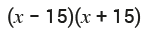 (x − 15)(x + 15)